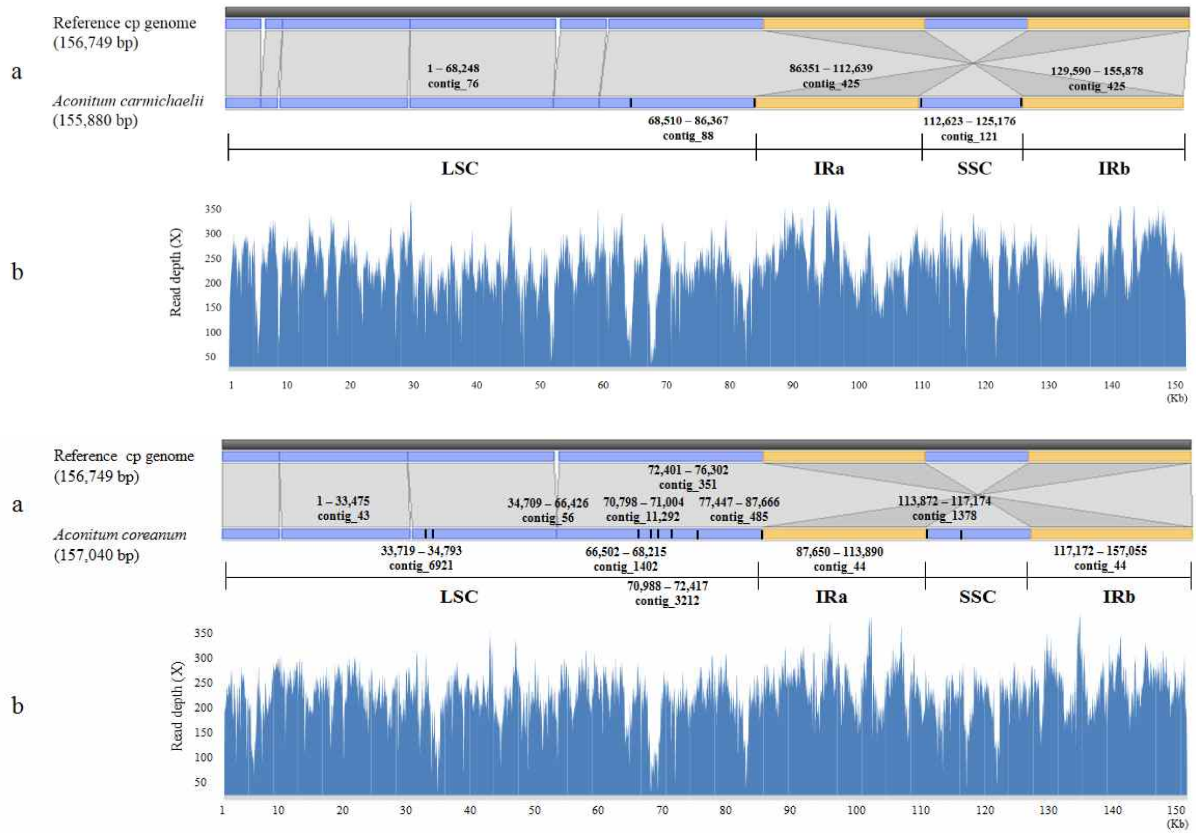 Reference cp genome
(156,749 bp)
a
1 – 68,248
contig_76
86351 – 112,639
contig_425
129,590 – 155,878
contig_425
Aconitum carmichaelii
(155,880 bp)
68,510 – 86,367
contig_88
112,623 – 125,176
contig_121
LSC
IRa
SSC
IRb
b
Read depth (X)
350
300
250
200
150
100
50
1 10 20 30 40 50 60 70 80 90 100 110 120 130 140 150
(Kb)
Reference cp genome
(156,749 bp)
a
72,401 – 76,302
contig_351
1 – 33,475
contig_43
34,709 – 66,426
contig_56
70,798 – 71,004
contig_11,292
77,447 – 87,666
contig_485
113,872 – 117,174
contig_1378
Aconitum coreanum
(157,040 bp)
33,719 – 34,793
contig_6921
66,502 – 68,215
contig_1402
87,650 – 113,890
contig_44
117,172 – 157,055
contig_44
70,988 – 72,417
contig_3212
LSC
IRa
SSC
IRb
b
Read depth (X)
350
300
250
200
150
100
50
1 10 20 30 40 50 60 70 80 90 100 110 120 130 140 150
(Kb)